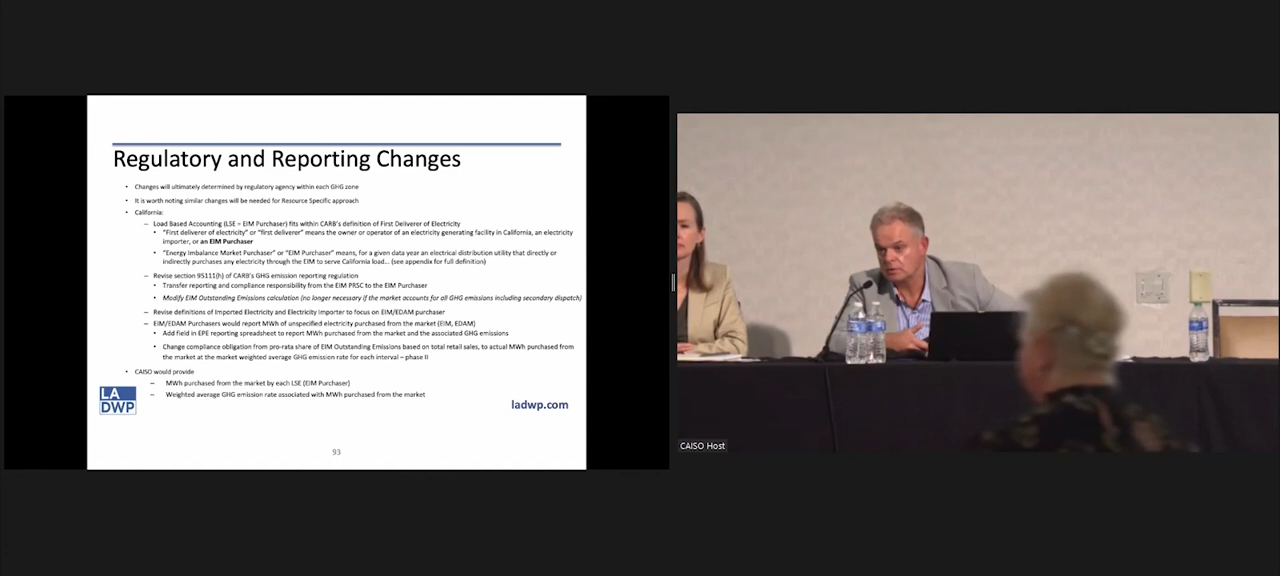 Regulatory and Reporting Changes
• Changes will ultimately determined by regulatory agency within each GHG zone
• It is worth noting similar changes will be needed for Resource Specific approach
• California:
– Load Based Accounting (LSE = EIM Purchaser) fits within CARB's definition of First Deliverer of Electricity
• "First deliverer of electricity" or "first deliverer" means the owner or operator of an electricity generating facility in California, an electricity
importer, or an EIM Purchaser
• "Energy Imbalance Market Purchaser" or "EIM Purchaser" means, for a given data year an electrical distribution utility that directly or
indirectly purchases any electricity through the EIM to serve California load... (see appendix for full definition)
– Revise section 95111(h) of CARB's GHG emission reporting regulation
• Transfer reporting and compliance responsibility from the EIM PRSC to the EIM Purchaser
• Modify EIM Outstanding Emissions calculation (no longer necessary if the market accounts for all GHG emissions including secondary dispatch)
– Revise definitions of Imported Electricity and Electricity Importer to focus on EIM/EDAM purchaser
– EIM/EDAM Purchasers would report MWh of unspecified electricity purchased from the market (EIM, EDAM)
• Add field in EPE reporting spreadsheet to report MWh purchased from the market and the associated GHG emissions
• Change compliance obligation from pro-rata share of EIM Outstanding Emissions based on total retail sales, to actual MWh purchased from
the market at the market weighted average GHG emission rate for each interval – phase II
• CAISO would provide
– MWh purchased from the market by each LSE (EIM Purchaser)
– Weighted average GHG emission rate associated with MWh purchased from the market
LA
DWP
ladwp.com
93
CAISO Host